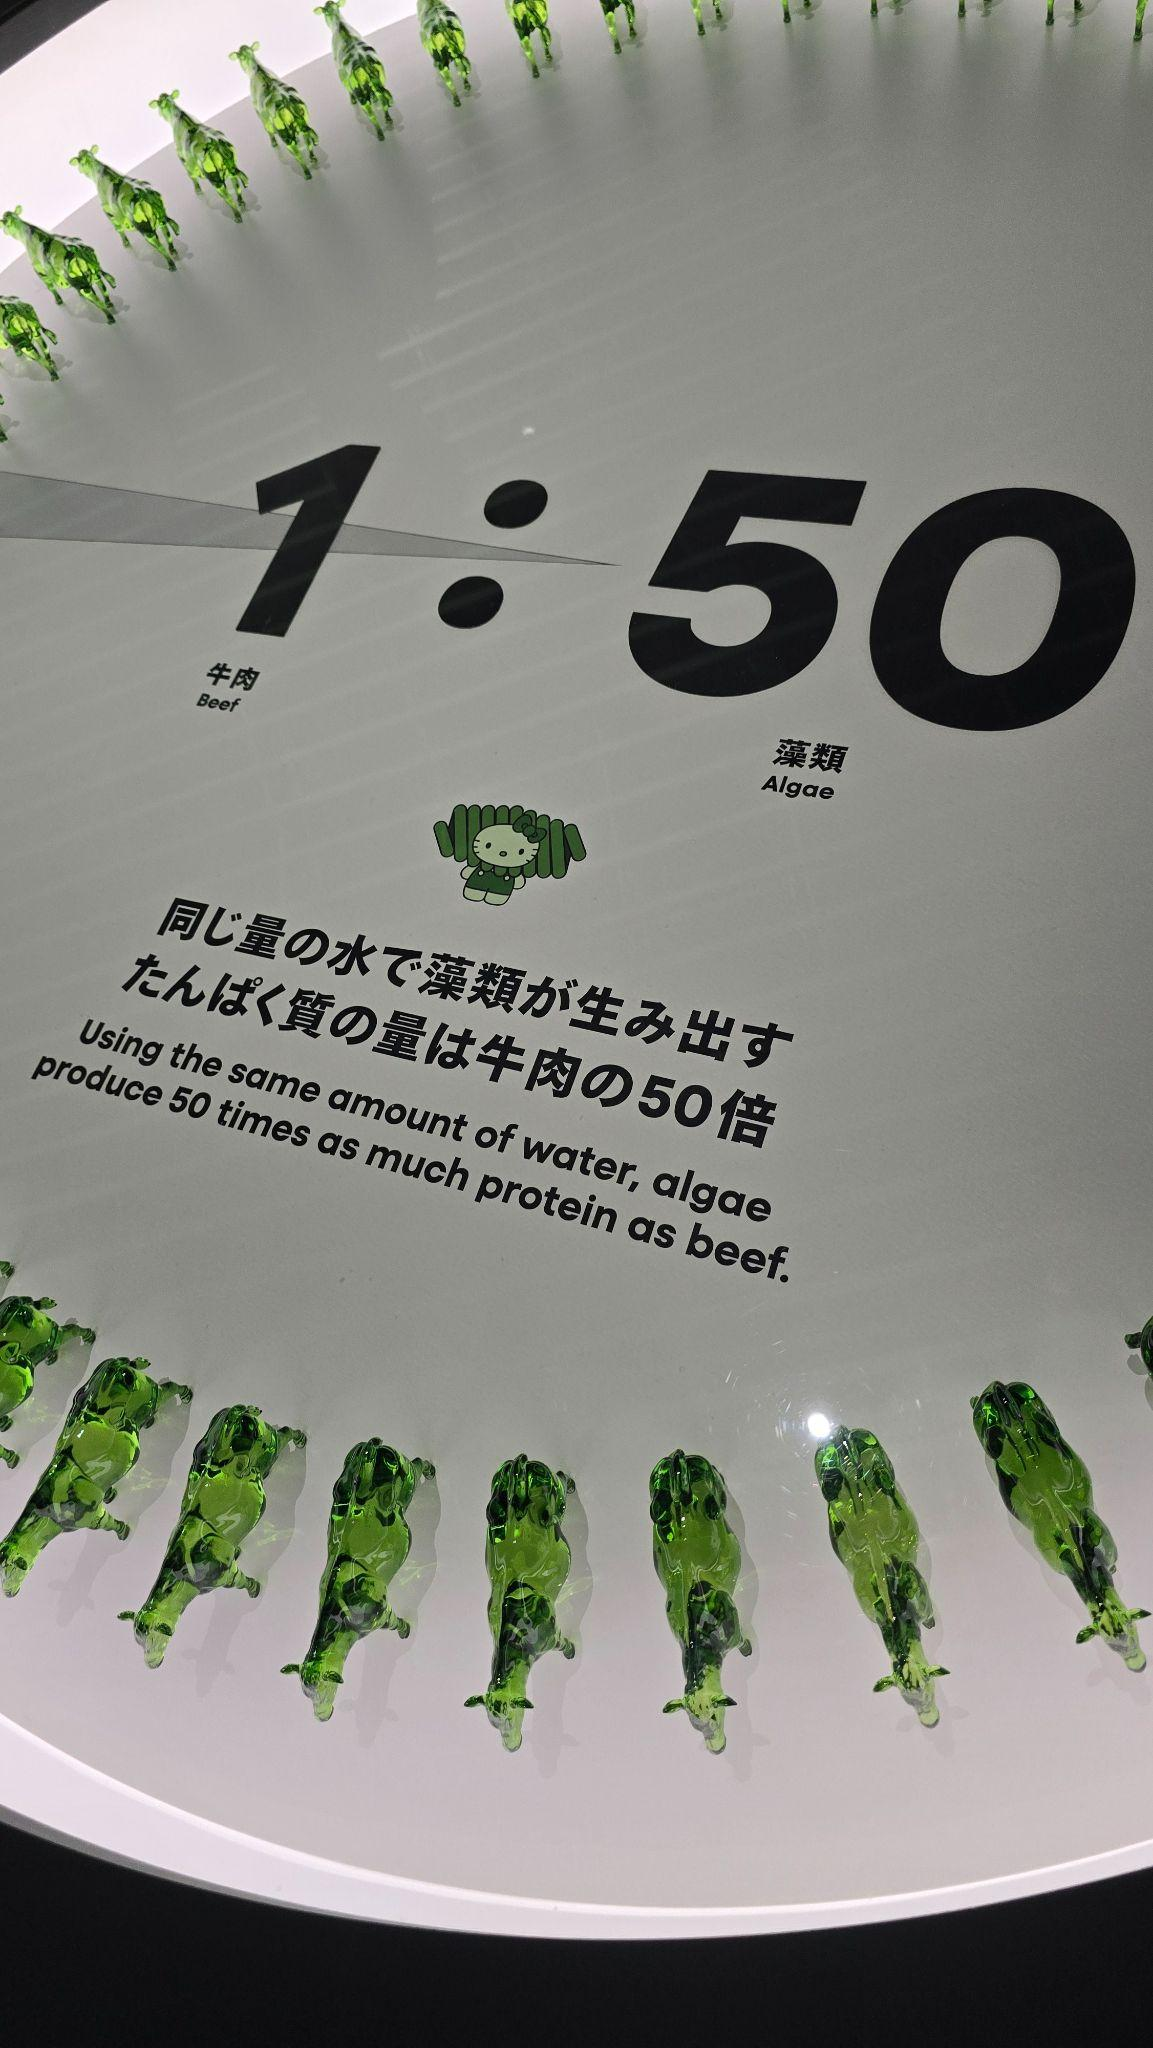 1:50
牛肉
Beef
藻類
Algae
同じ量の水で藻類が生み出す
たんぱく質の量は牛肉の50倍
Using the same amount of water, algae
produce 50 times as much protein as beef.